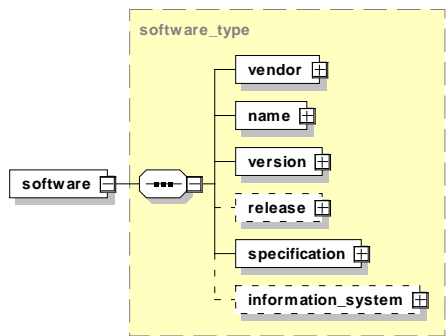 software_type
vendor
name
version
software
release
specification
information_system